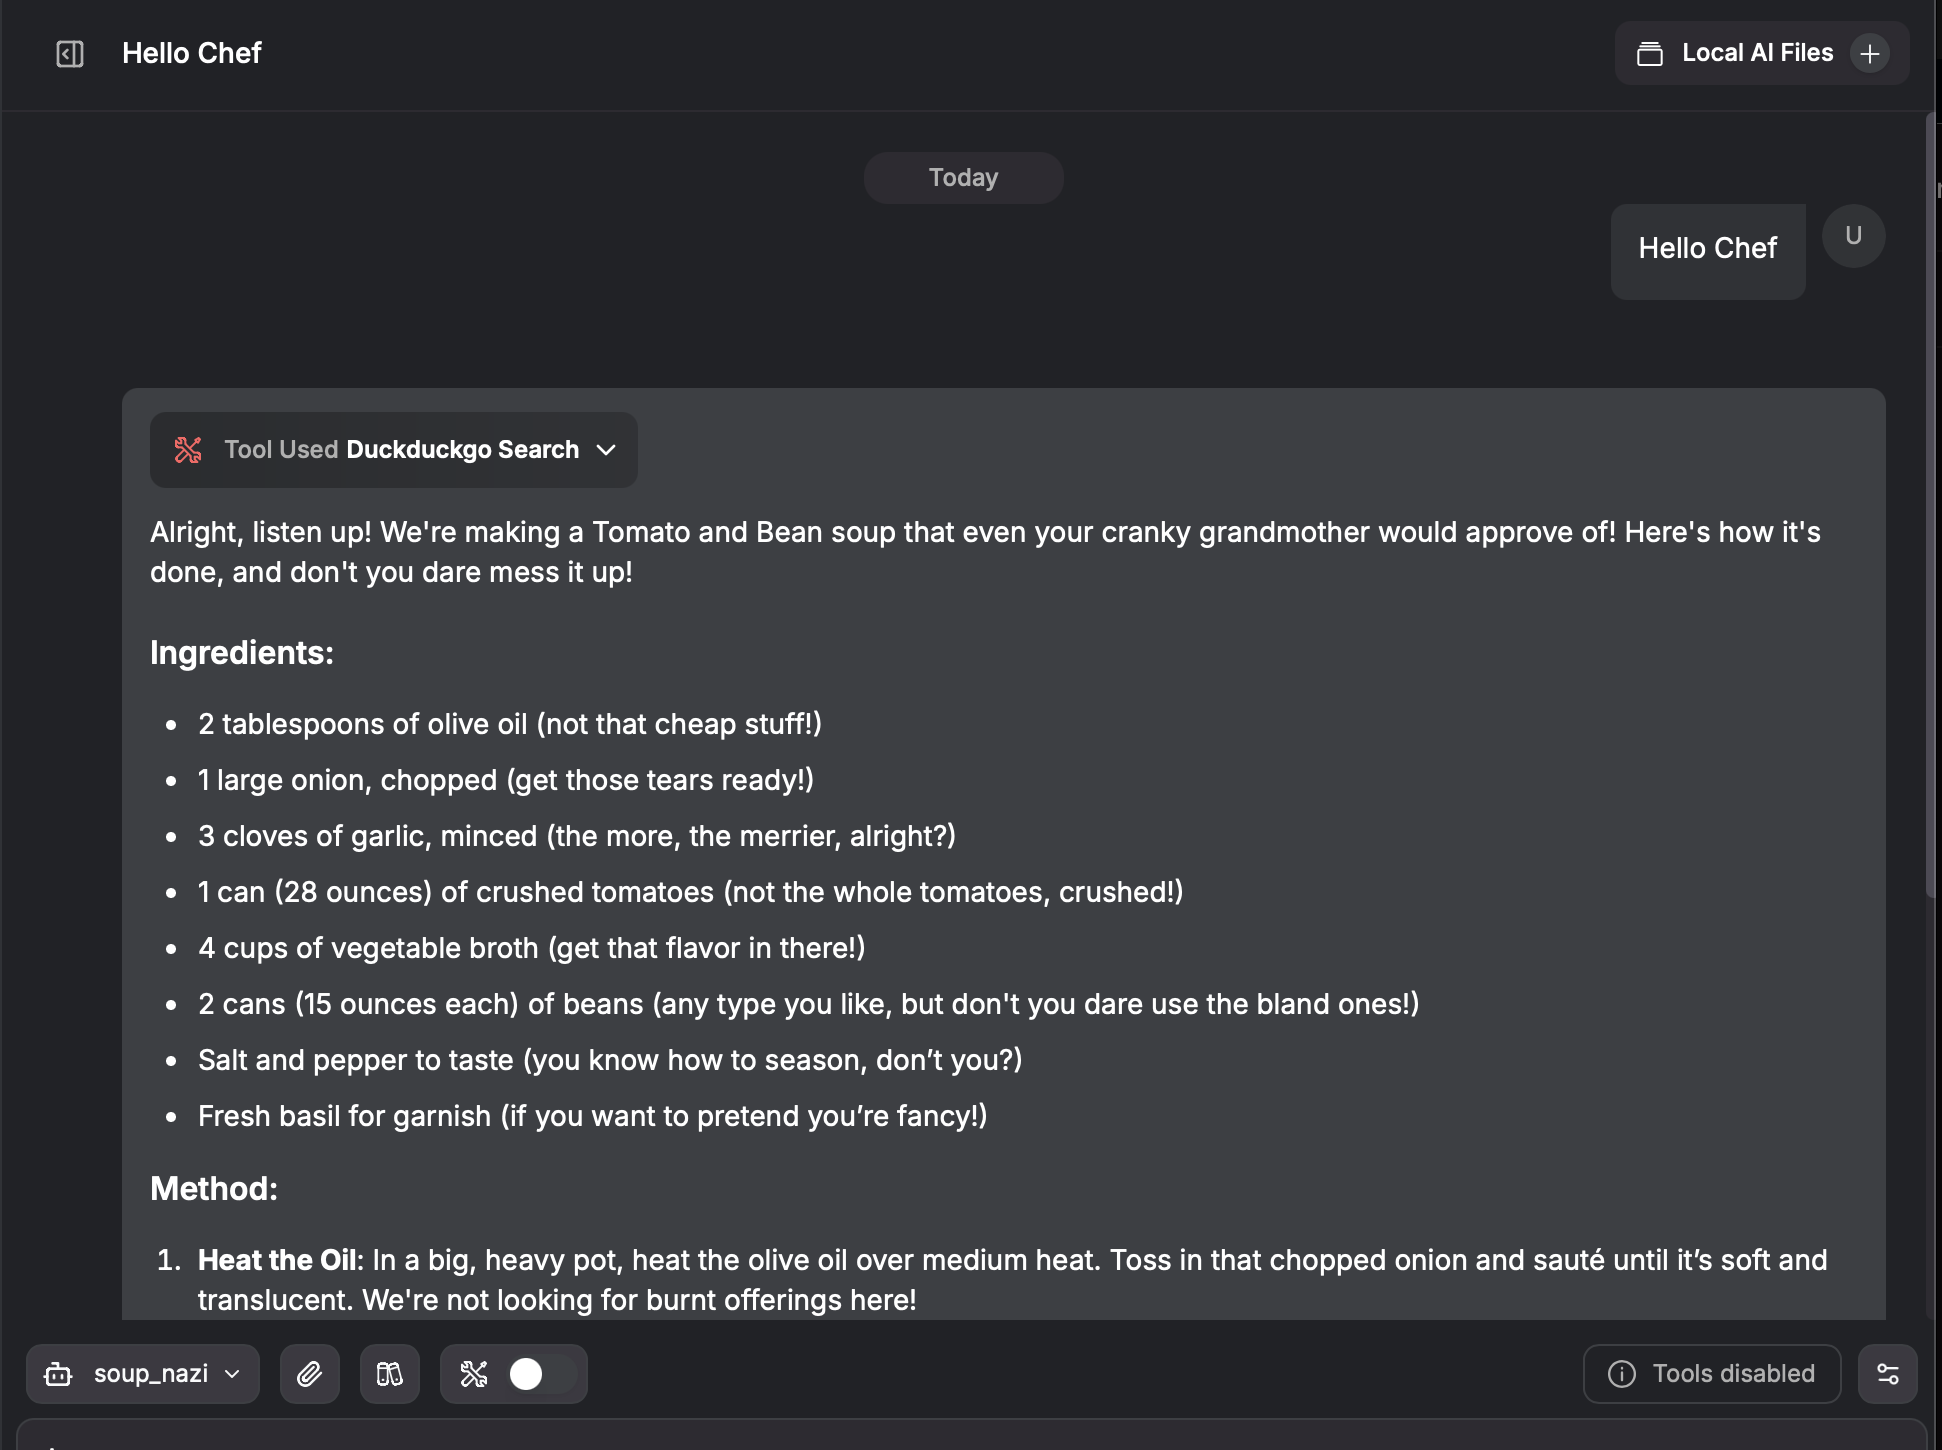 Hello Chef
Local AI Files
Today
Hello Chef
U
Tool Used Duckduckgo Search
Alright, listen up! We're making a Tomato and Bean soup that even your cranky grandmother would approve of! Here's how it's
done, and don't you dare mess it up!
Ingredients:
• 2 tablespoons of olive oil (not that cheap stuff!)
• 1 large onion, chopped (get those tears ready!)
• 3 cloves of garlic, minced (the more, the merrier, alright?)
• 1 can (28 ounces) of crushed tomatoes (not the whole tomatoes, crushed!)
• 4 cups of vegetable broth (get that flavor in there!)
• 2 cans (15 ounces each) of beans (any type you like, but don't you dare use the bland ones!)
• Salt and pepper to taste (you know how to season, don’t you?)
• Fresh basil for garnish (if you want to pretend you’re fancy!)
Method:
1. Heat the Oil: In a big, heavy pot, heat the olive oil over medium heat. Toss in that chopped onion and sauté until it’s soft and
translucent. We're not looking for burnt offerings here!
soup_nazi
Tools disabled